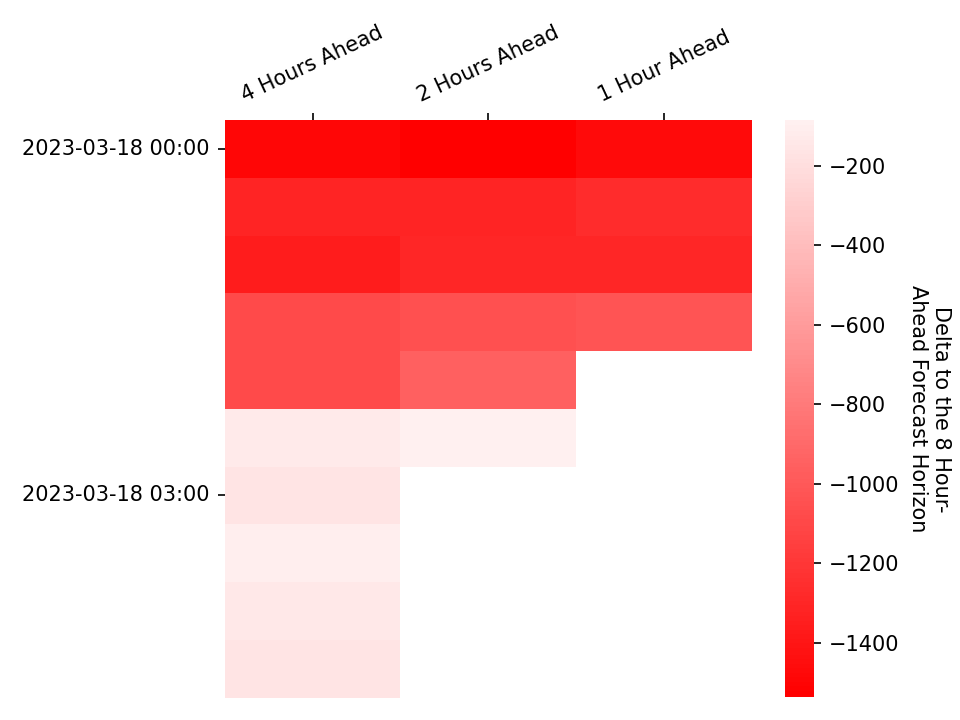 4 Hours Ahead
2 Hours Ahead
1 Hour Ahead
2023-03-18 00:00
2023-03-18 03:00
−200
−400
−600
−800
−1000
−1200
−1400
Delta to the 8 Hour-
Ahead Forecast Horizon